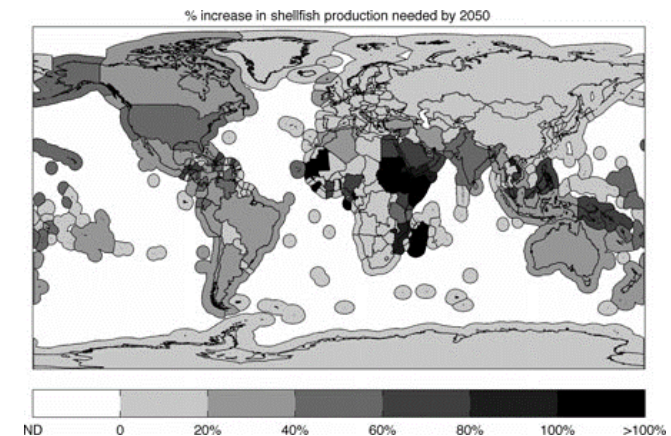 % increase in shellfish production needed by 2050
ND 0 20% 40% 60% 80% 100% >100%